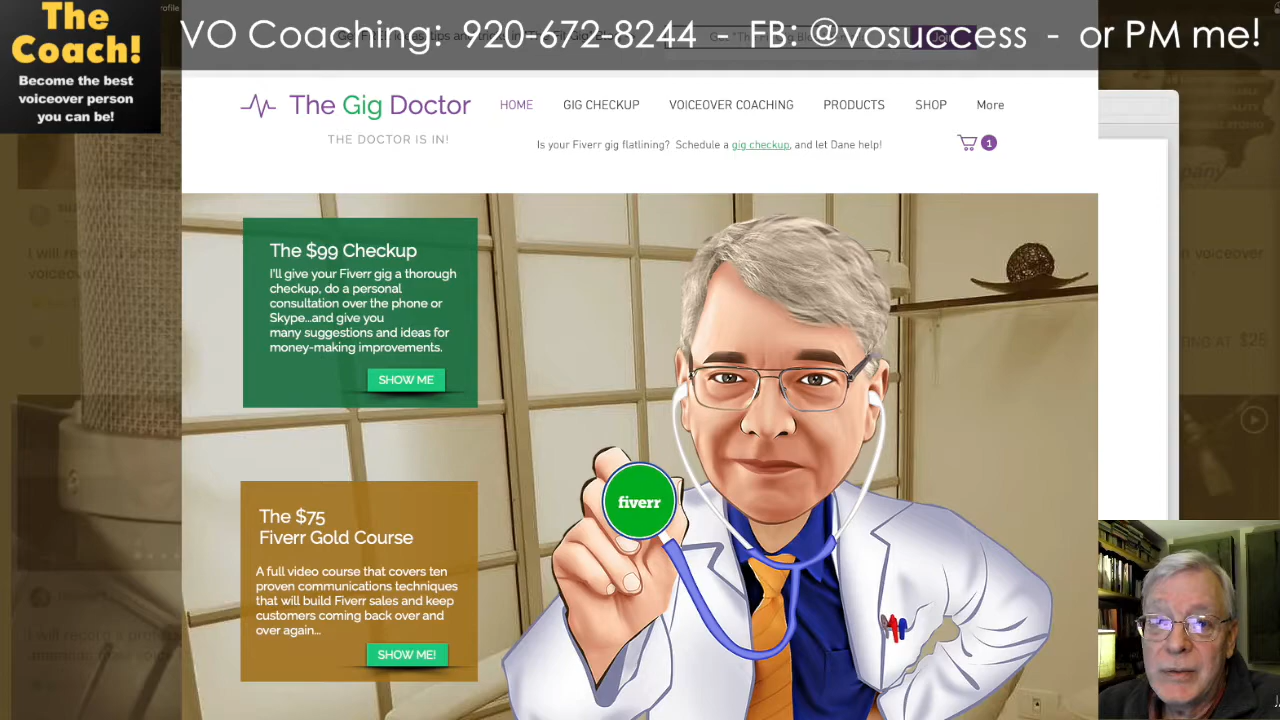 The
Coach!
Become the best
voiceover person
you can be!
VO Coaching: 920-672-8244 - FB: @vosuccess - or PM me!
The Gig Doctor
THE DOCTOR IS IN!
HOME GIG CHECKUP VOICEOVER COACHING PRODUCTS SHOP More
Is your Fiverr gig flatlining? Schedule a gig checkup, and let Dane help!
1
The $99 Checkup
I'll give your Fiverr gig a thorough
checkup, do a personal
consultation over the phone or
Skype...and give you
many suggestions and ideas for
money-making improvements.
SHOW ME
fiverr
The $75
Fiverr Gold Course
A full video course that covers ten
proven communications techniques
that will build Fiverr sales and keep
customers coming back over and
over again...
SHOW ME!